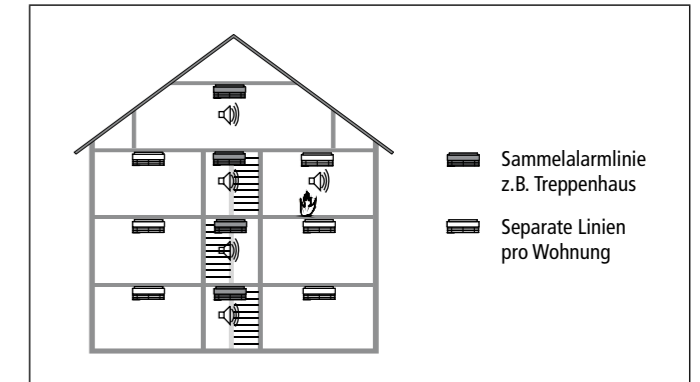 Sammelalarmlinie
z.B. Treppenhaus
Separate Linien
pro Wohnung